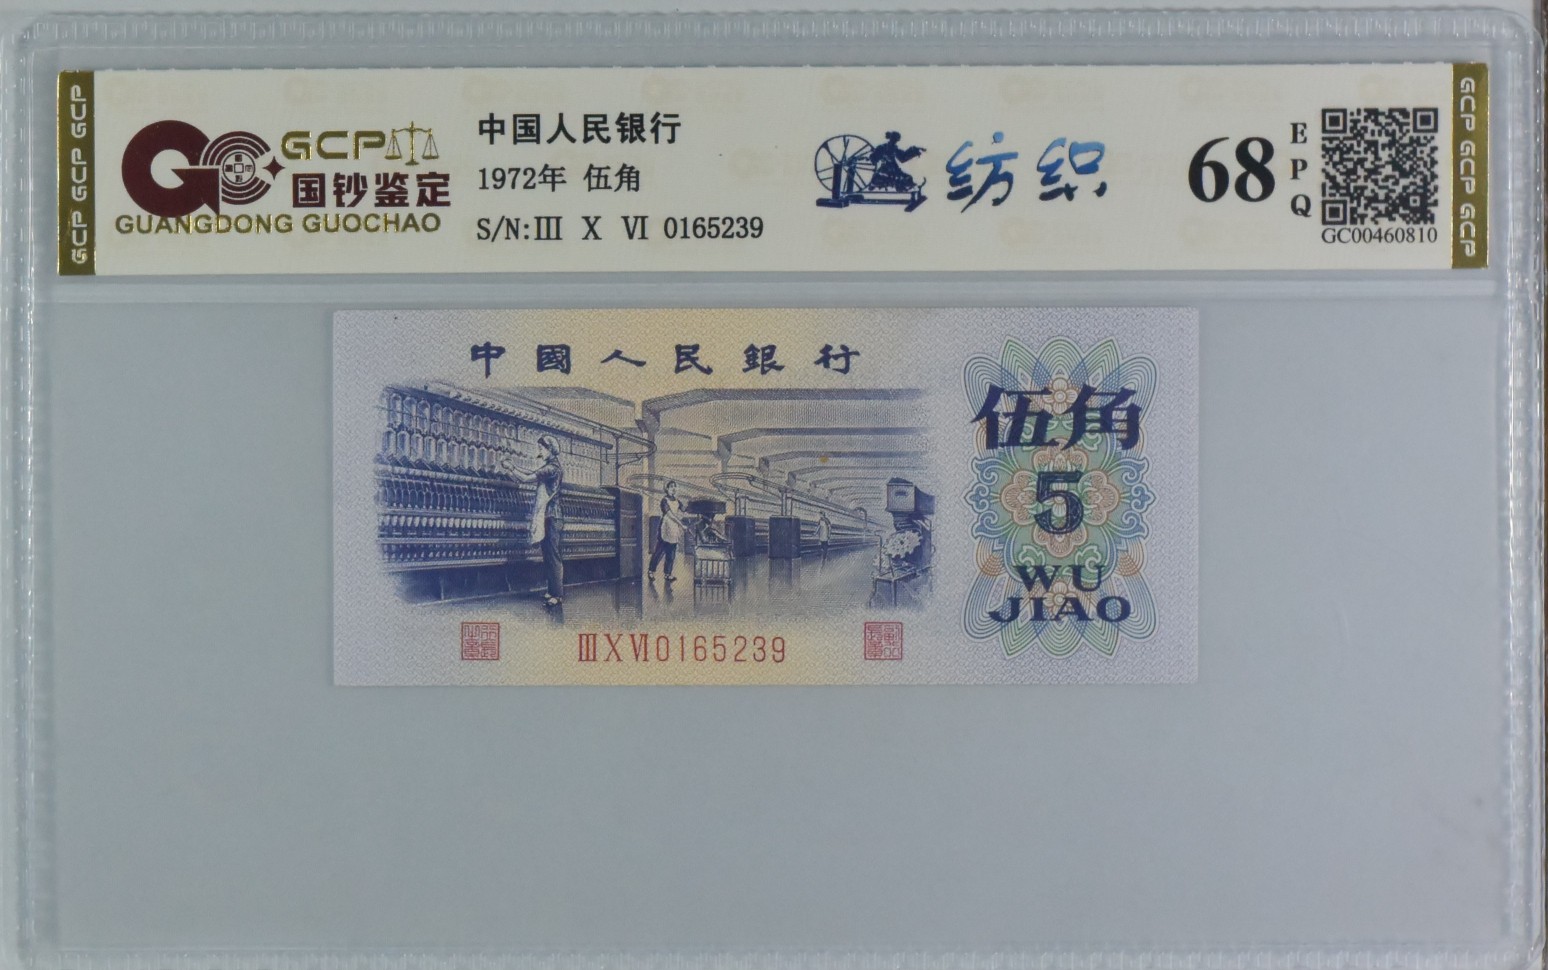 GCP GCP GCP
GCP
国钞鉴定
GUANGDONG GUOCHAO
中国人民银行
1972年 伍角
S/N:Ⅲ Ⅹ Ⅵ 0165239
纺织
68
EPQ
GC00460810
GCP GCP GCP
中國人民銀行
伍角
5
WU
JIAO
ⅢⅩⅥ0165239